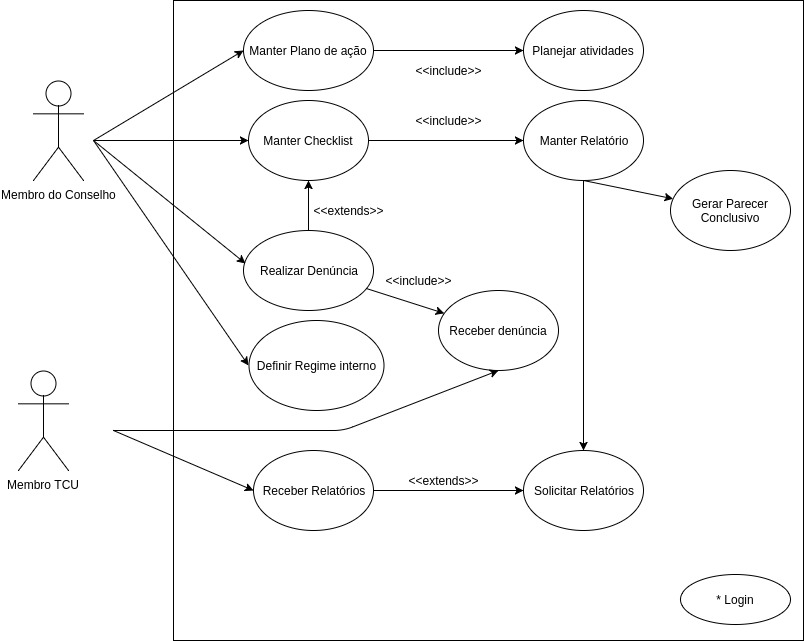 Manter Plano de ação
<<include>>
Planejar atividades
Membro do Conselho
Manter Checklist
<<include>>
Manter Relatório
Gerar Parecer
Conclusivo
<<extends>>
Realizar Denúncia
<<include>>
Receber denúncia
Definir Regime interno
Membro TCU
Receber Relatórios
<<extends>>
Solicitar Relatórios
* Login